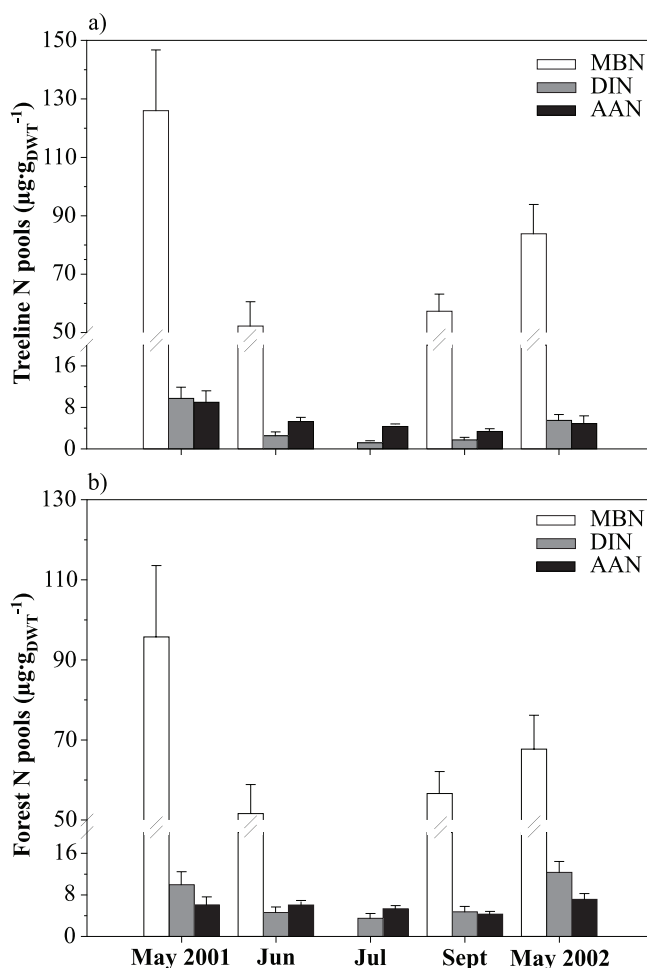 a)
150
130
110
90
70
50
16
8
0
Treeline N pools (µg·g_DWT⁻¹)
MBN
DIN
AAN
b)
130
110
90
70
50
16
8
0
Forest N pools (µg·g_DWT⁻¹)
MBN
DIN
AAN
May 2001 Jun Jul Sept May 2002